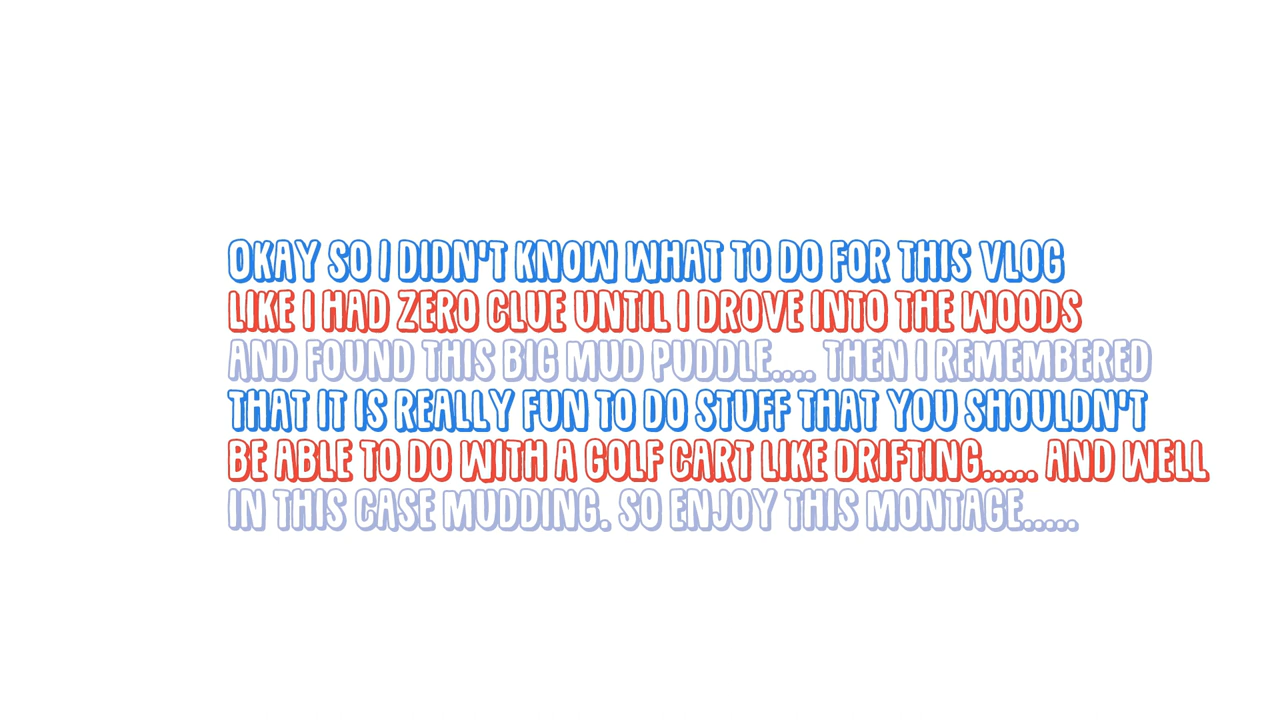 OKAY SO I DIDN'T KNOW WHAT TO DO FOR THIS VLOG
LIKE I HAD ZERO CLUE UNTIL I DROVE INTO THE WOODS
AND FOUND THIS BIG MUD PUDDLE.... THEN I REMEMBERED
THAT IT IS REALLY FUN TO DO STUFF THAT YOU SHOULDN'T
BE ABLE TO DO WITH A GOLF CART LIKE DRIFTING..... AND WELL
IN THIS CASE MUDDING. SO ENJOY THIS MONTAGE.....